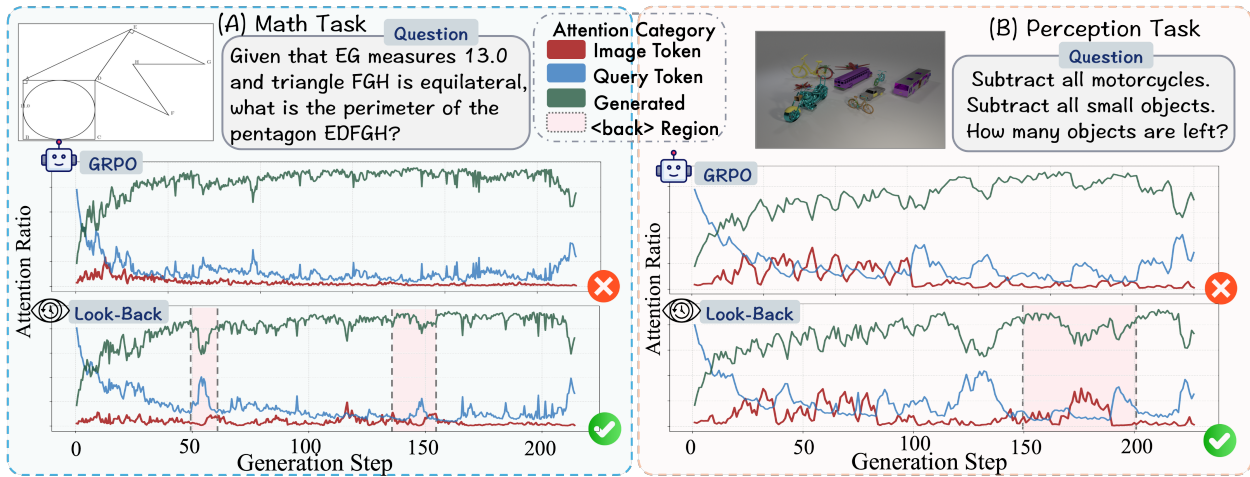 (A) Math Task
Question
Given that EG measures 13.0
and triangle FGH is equilateral,
what is the perimeter of the
pentagon EDFGH?
E
H
G
D
F
B
C
Attention Category
Image Token
Query Token
Generated
<back> Region
(B) Perception Task
Question
Subtract all motorcycles.
Subtract all small objects.
How many objects are left?
GRPO
Look-Back
Attention Ratio
0 50 100 150 200
Generation Step
GRPO
Look-Back
Attention Ratio
0 50 100 150 200
Generation Step